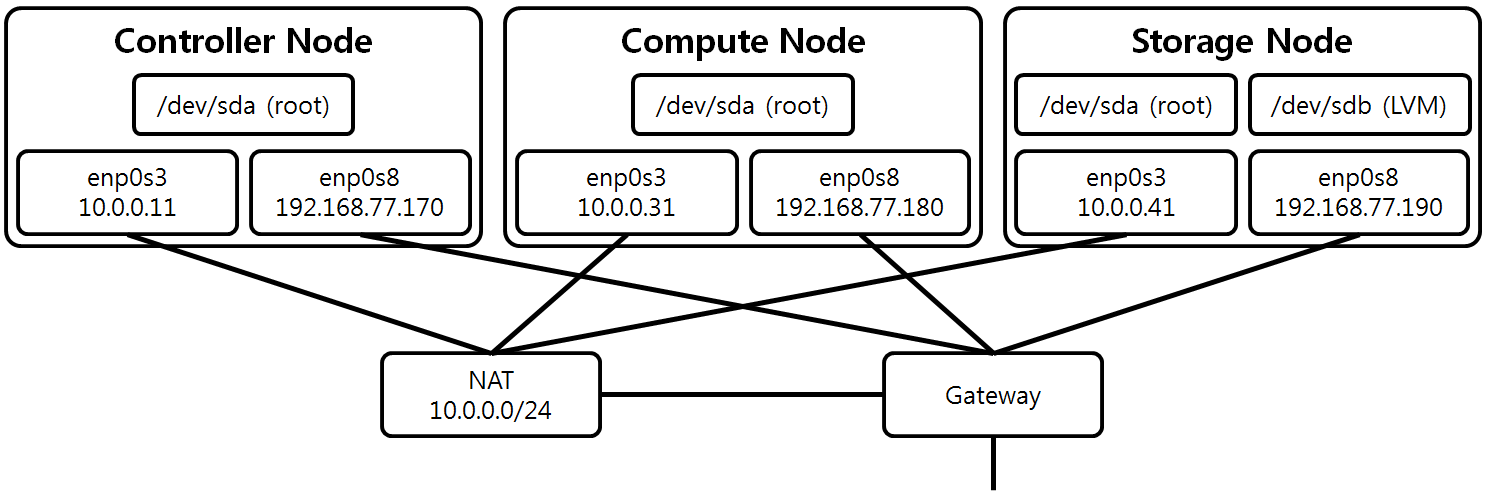 Controller Node
/dev/sda (root)
enp0s3
10.0.0.11
enp0s8
192.168.77.170
Compute Node
/dev/sda (root)
enp0s3
10.0.0.31
enp0s8
192.168.77.180
Storage Node
/dev/sda (root)
/dev/sdb (LVM)
enp0s3
10.0.0.41
enp0s8
192.168.77.190
NAT
10.0.0.0/24
Gateway